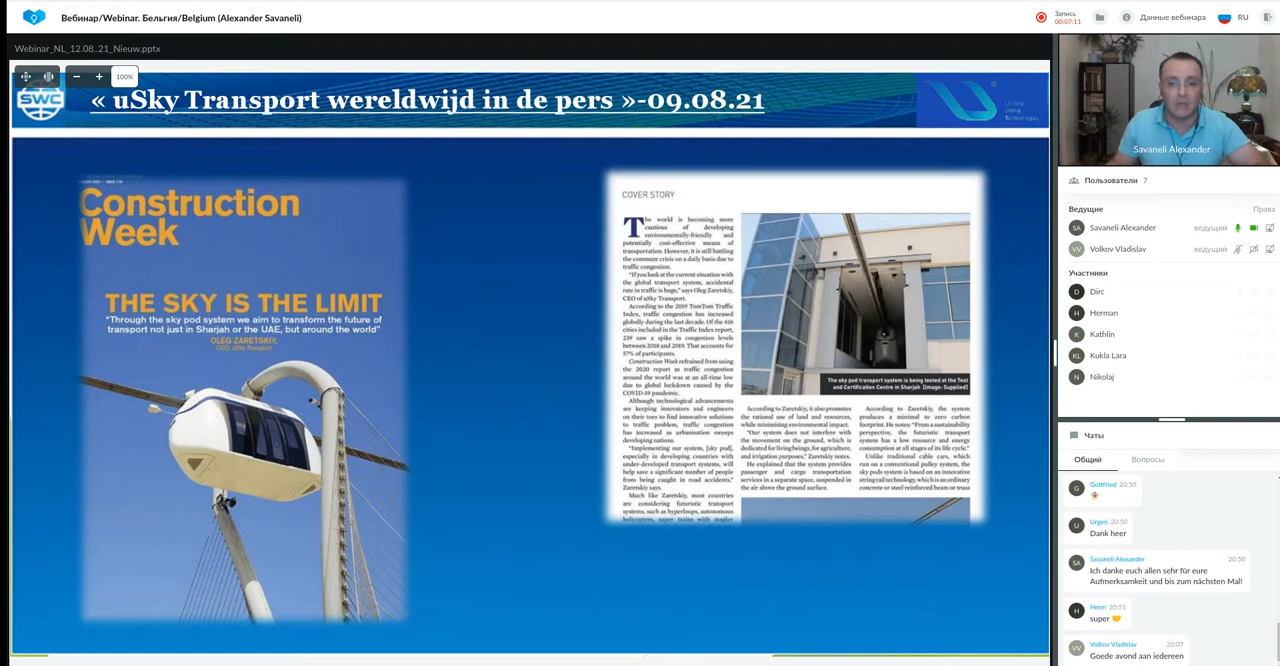 Вебинар/Webinar. Бельгия/Belgium (Alexander Savaneli)
Запись
00:07:11
Данные вебинара
RU
Webinar_NL_12.08..21_Nieuw.pptx
100%
SWC
« uSky Transport wereldwijd in de pers »-09.08.21
UniSky
String
Technologies
Construction
Week
THE SKY IS THE LIMIT
"Through the sky pod system we aim to transform the future of
transport not just in Sharjah or the UAE, but around the world"
OLEG ZARETSKIY,
CEO uSky Transport
COVER STORY
The world is becoming more
cautious of developing
environmentally-friendly and
potentially cost-effective means of
transportation. However, it is still battling
the commute crisis on a daily basis due to
traffic congestion.
"If you look at the current situation with
the global transport system, accidental
rate in traffic is huge," says Oleg Zaretskiy,
CEO of uSky Transport.
According to the 2019 TomTom Traffic
Index, traffic congestion has increased
globally during the last decade. Of the 416
cities included in the Traffic Index report,
239 saw a spike in congestion levels
between 2018 and 2019. That accounts for
57% of participants.
Construction Week refrained from using
the 2020 report as traffic congestion
around the world was at an all-time low
due to global lockdown caused by the
COVID-19 pandemic.
Although technological advancements
are keeping innovators and engineers
on their toes to find innovative solutions
to traffic problem, traffic congestion
has increased as urbanisation sweeps
developing nations.
"Implementing our system, [sky pod],
especially in developing countries with
under-developed transport systems, will
help save a significant number of people
from being caught in road accidents,"
Zaretskiy says.
Much like Zaretskiy, most countries
are considering futuristic transport
systems, such as hyperloops, autonomous
helicopters, super trains with maglev
The sky pod transport system is being tested at the Test
and Certification Centre in Sharjah (Image: Supplied)
According to Zaretskiy, it also promotes
the rational use of land and resources,
while minimising environmental impact.
"Our system does not interfere with
the movement on the ground, which is
dedicated for living beings, for agriculture,
and irrigation purposes," Zaretskiy notes.
He explained that the system provides
passenger and cargo transportation
services in a separate space, suspended in
the air above the ground surface.
According to Zaretskiy, the system
produces a minimal to zero carbon
footprint. He notes: "From a sustainability
perspective, the futuristic transport
system has a low resource and energy
consumption at all stages of its life cycle."
Unlike traditional cable cars, which
run on a conventional pulley system, the
sky pods system is based on an innovative
string rail technology, which is an ordinary
concrete or steel reinforced beam or truss
Savaneli Alexander
Пользователи 7
Ведущие Права
SA Savaneli Alexander ведущий
VV Volkov Vladislav ведущий
Участники
D Dirc
H Herman
K Kathlin
KL Kukla Lara
N Nikolaj
Чаты
Общий Вопросы
G Gottfried 20:50
U Urgen 20:50
Dank heer
SA Savaneli Alexander 20:50
Ich danke euch allen sehr für eure
Aufmerksamkeit und bis zum nächsten Mal!
H Henri 20:51
super
VV Volkov Vladislav 20:07
Goede avond aan iedereen